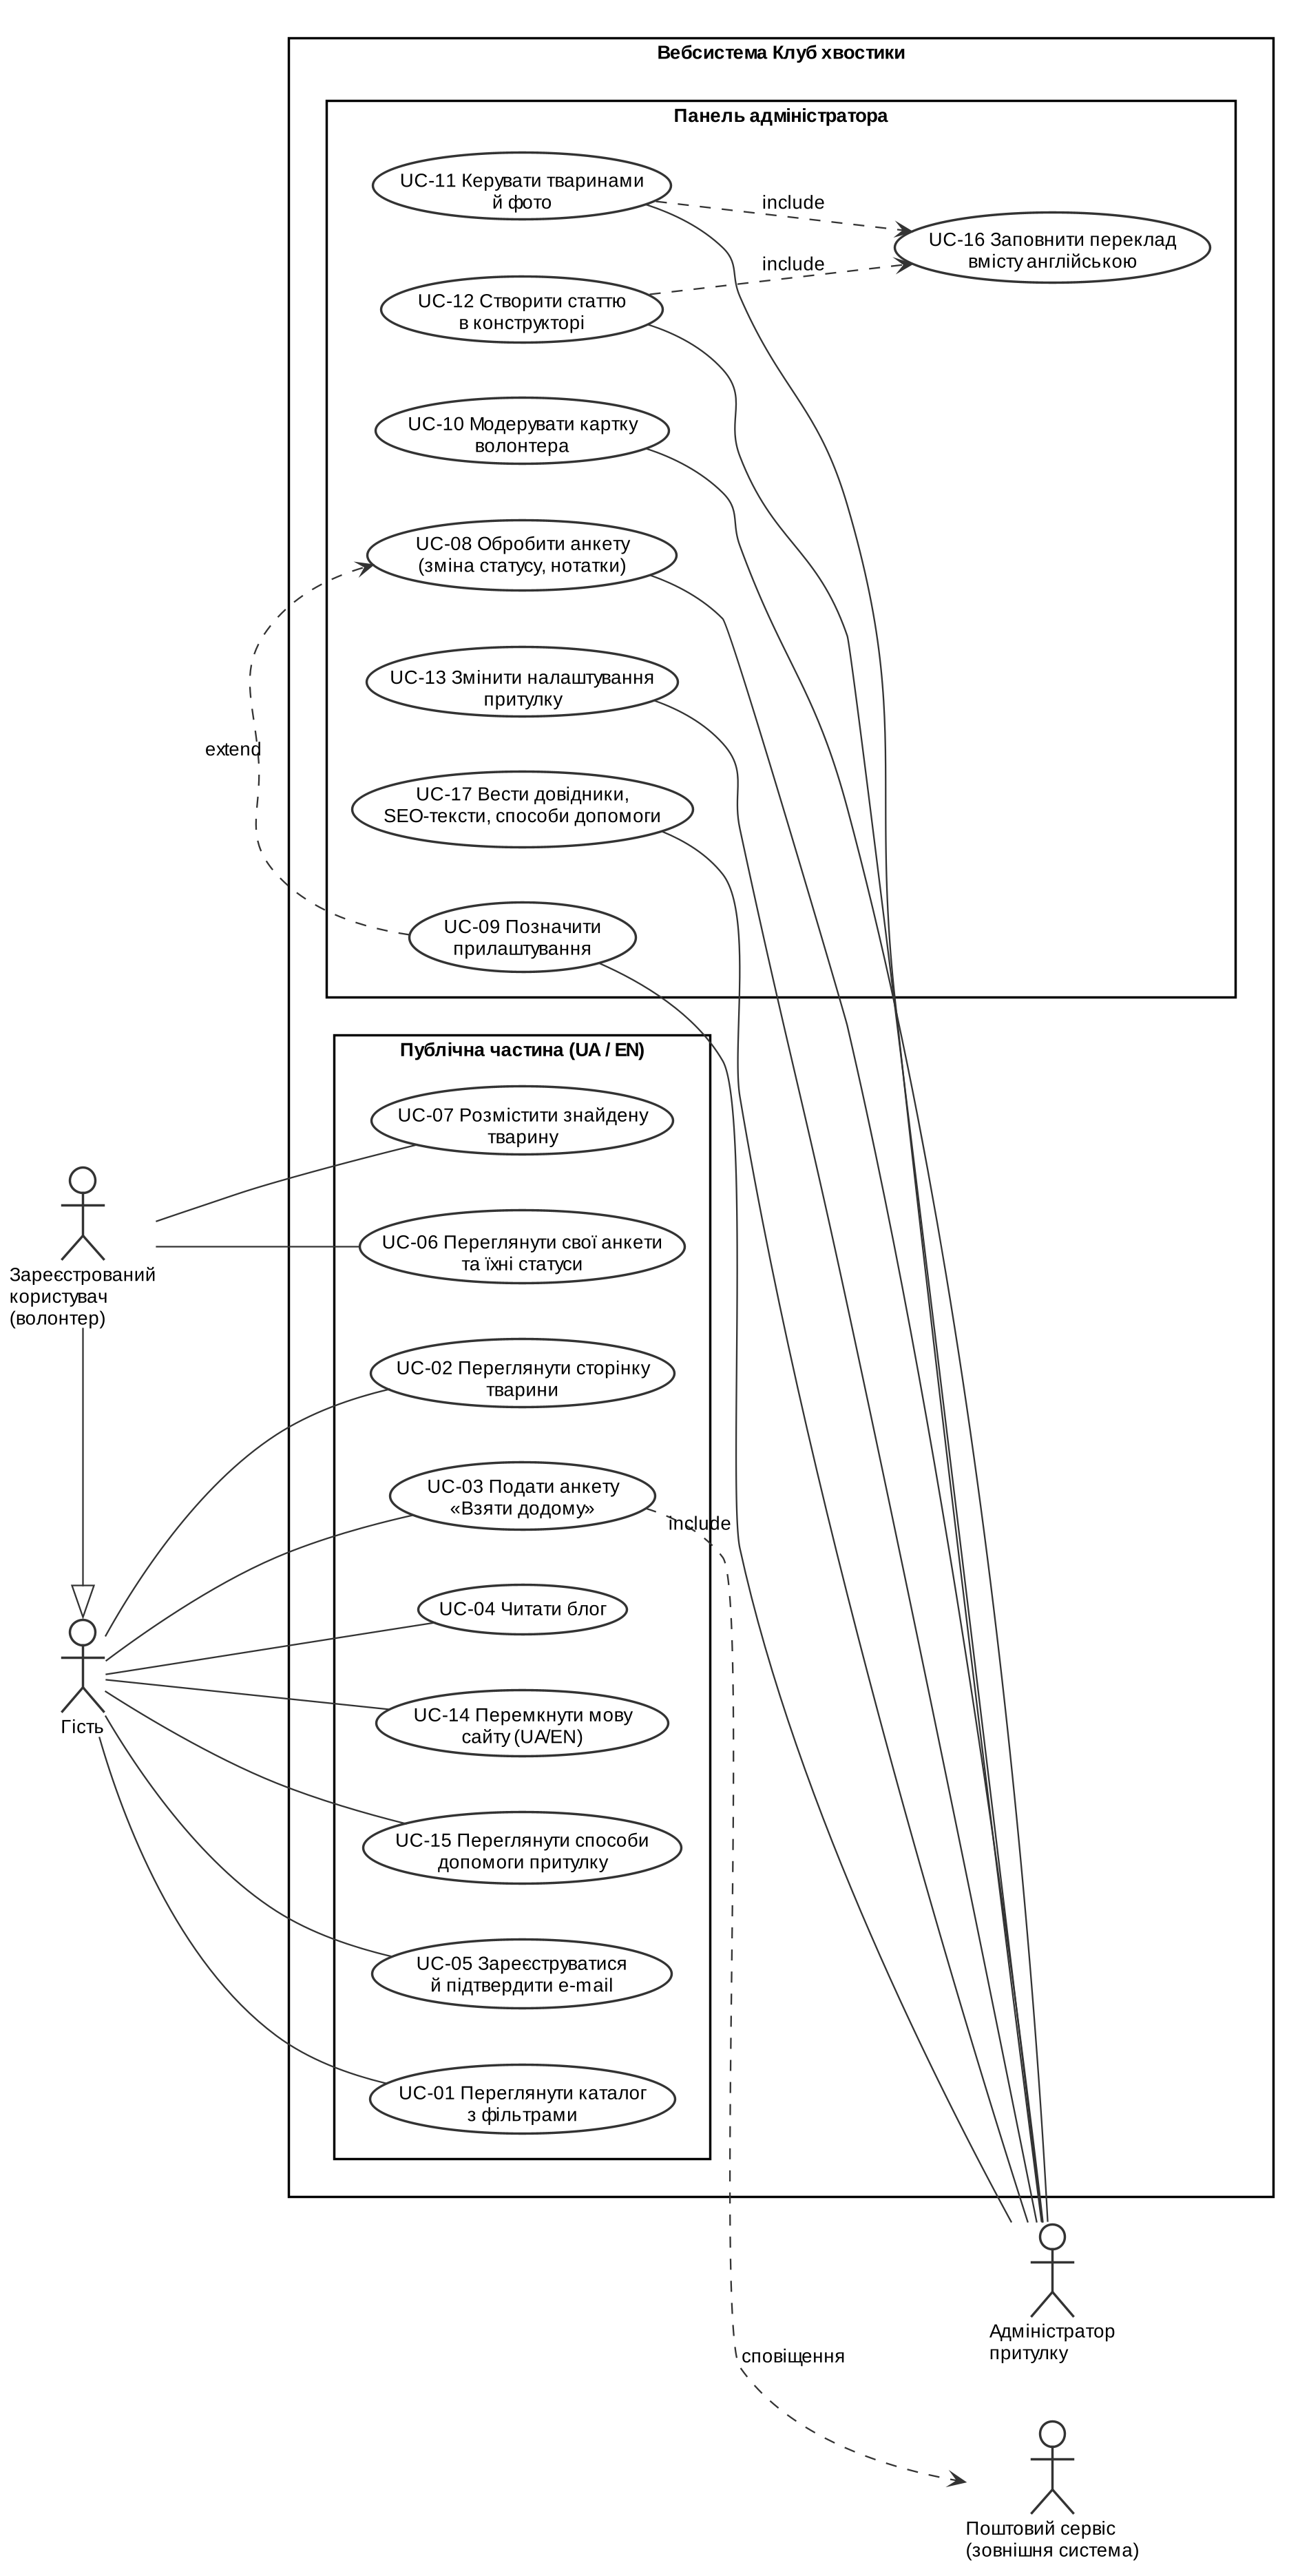 Вебсистема Клуб хвостики
Панель адміністратора
UC-11 Керувати тваринами
й фото
include
UC-16 Заповнити переклад
вмісту англійською
include
UC-12 Створити статтю
в конструкторі
UC-10 Модерувати картку
волонтера
UC-08 Обробити анкету
(зміна статусу, нотатки)
UC-13 Змінити налаштування
притулку
extend
UC-17 Вести довідники,
SEO-тексти, способи допомоги
UC-09 Позначити
прилаштування
Публічна частина (UA / EN)
UC-07 Розмістити знайдену
тварину
UC-06 Переглянути свої анкети
та їхні статуси
Зареєстрований
користувач
(волонтер)
UC-02 Переглянути сторінку
тварини
UC-03 Подати анкету
«Взяти додому»
include
UC-04 Читати блог
UC-14 Перемкнути мову
сайту (UA/EN)
Гість
UC-15 Переглянути способи
допомоги притулку
UC-05 Зареєструватися
й підтвердити e-mail
UC-01 Переглянути каталог
з фільтрами
Адміністратор
притулку
сповіщення
Поштовий сервіс
(зовнішня система)